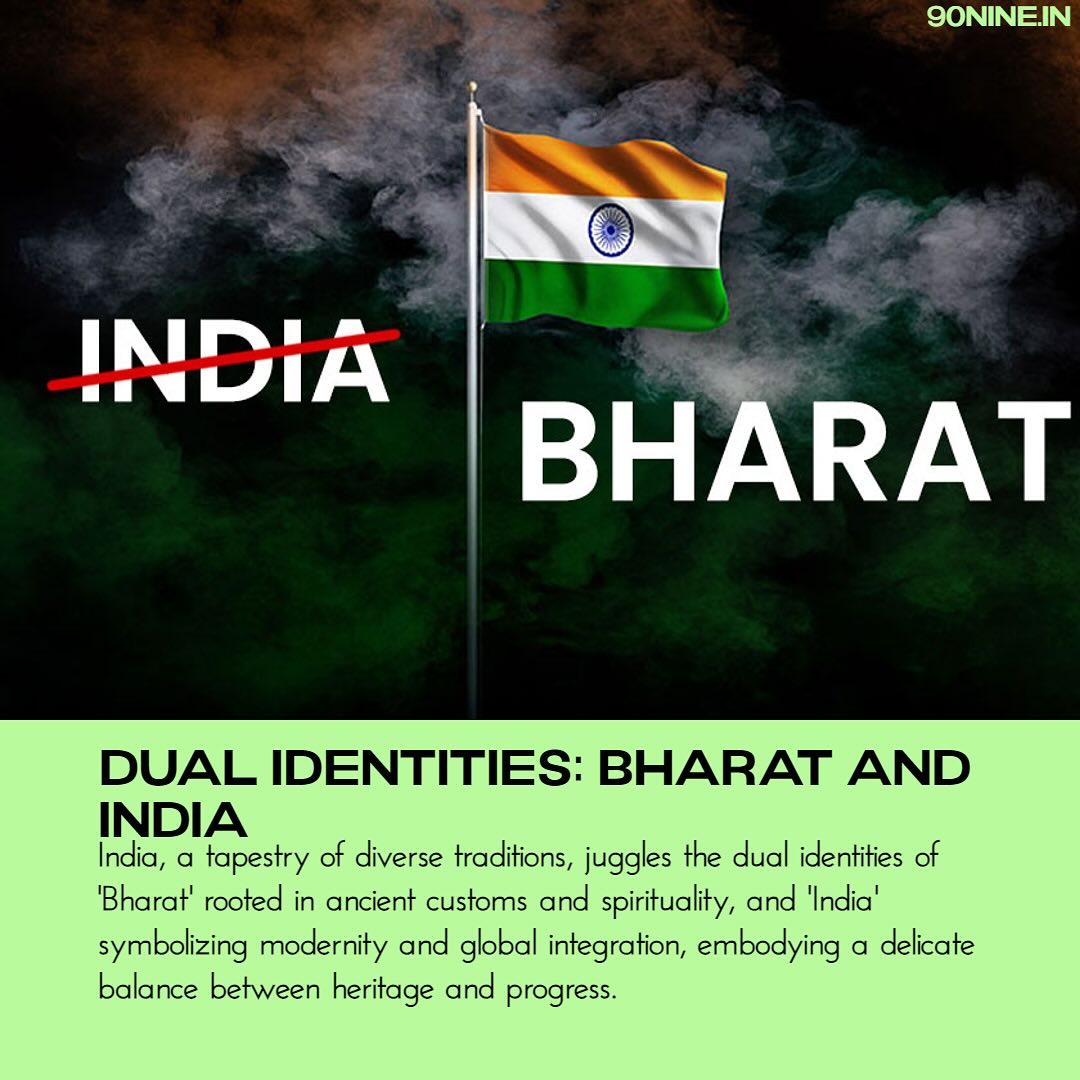 90NINE.IN
INDIA
BHARAT
DUAL IDENTITIES: BHARAT AND
INDIA
India, a tapestry of diverse traditions, juggles the dual identities of
'Bharat' rooted in ancient customs and spirituality, and 'India'
symbolizing modernity and global integration, embodying a delicate
balance between heritage and progress.